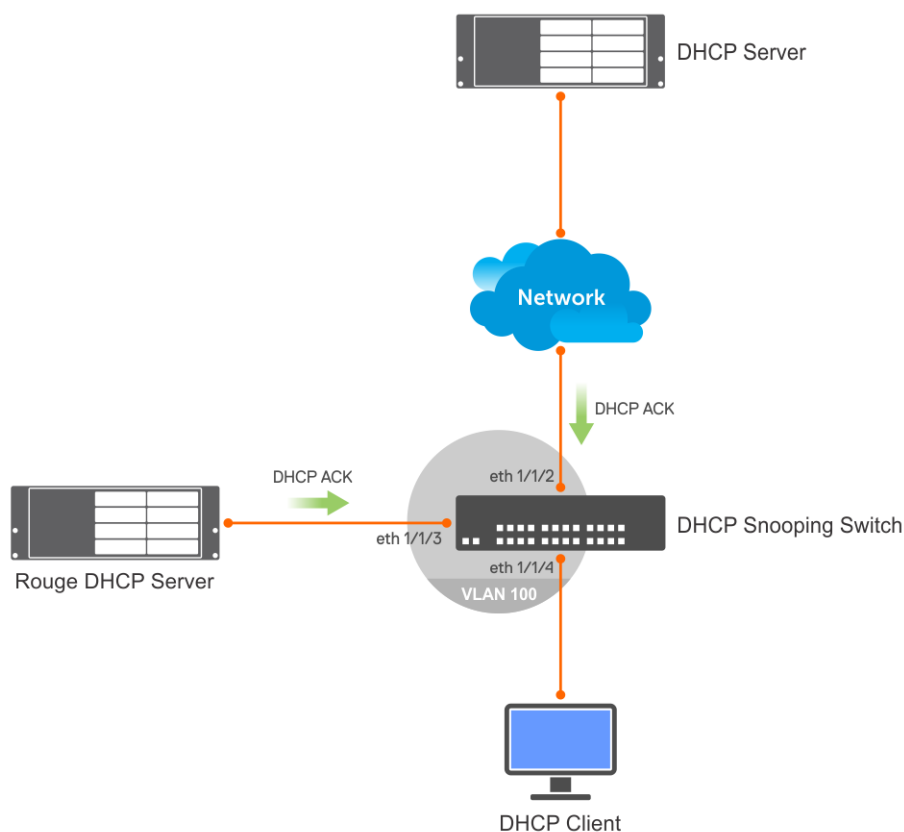 DHCP Server
Network
DHCP ACK
DHCP ACK
eth 1/1/2
eth 1/1/3
DHCP Snooping Switch
Rouge DHCP Server
eth 1/1/4
VLAN 100
DHCP Client